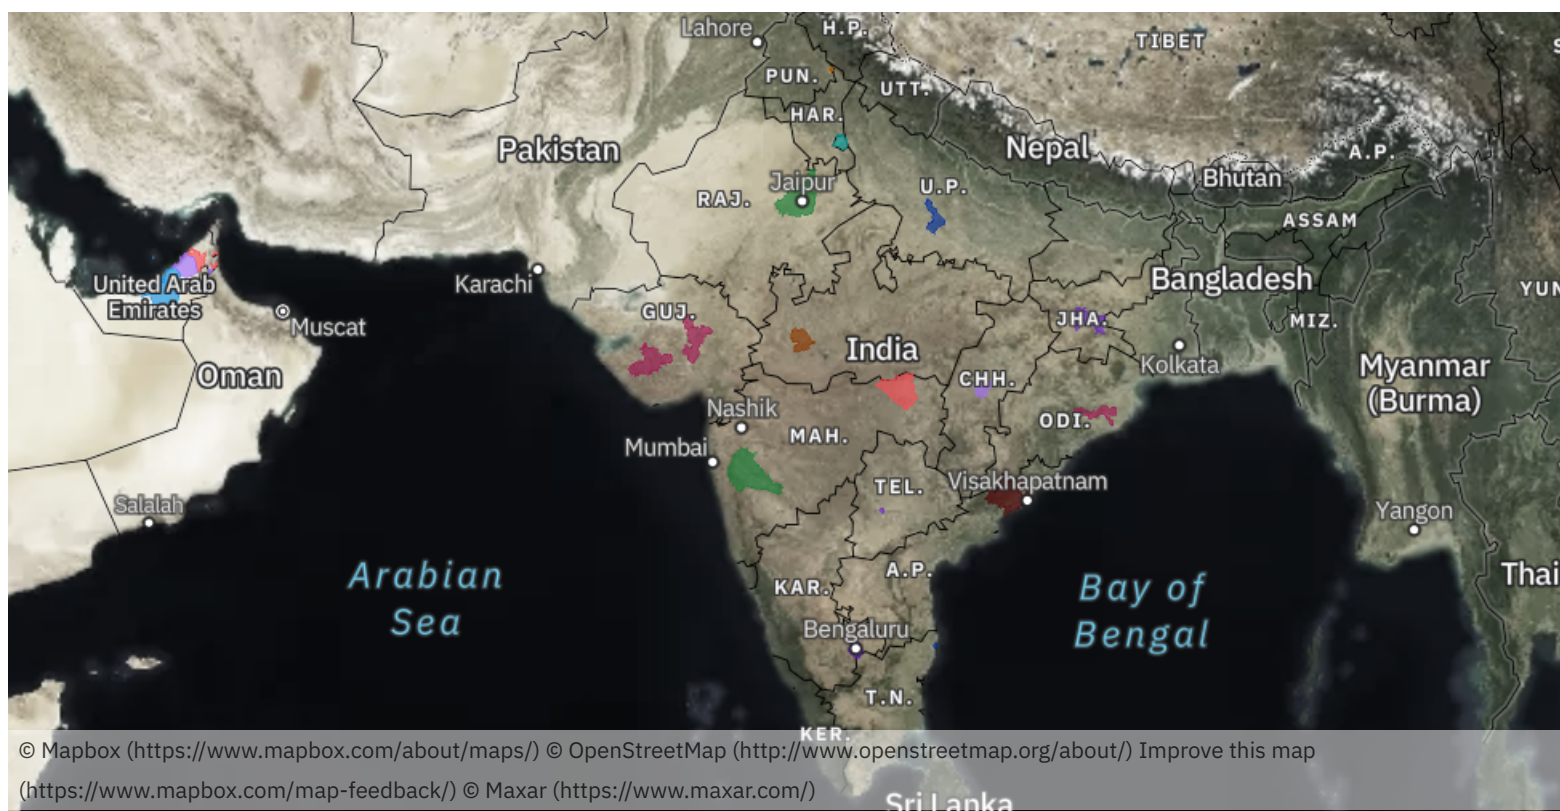 Lahore
H.P.
TIBET
PUN.
UTT.
HAR.
Pakistan
Nepal
A.P.
Bhutan
Jaipur
RAJ.
U.P.
ASSAM
United Arab
Emirates
Karachi
Bangladesh
YUN
GUJ.
JHA.
MIZ.
Muscat
India
Kolkata
Oman
CHH.
Myanmar
(Burma)
Nashik
MAH.
ODI.
Mumbai
TEL.
Visakhapatnam
Salalah
Yangon
Arabian
Sea
A.P.
KAR.
Bay of
Bengal
Thai
Bengaluru
T.N.
KER.
© Mapbox (https://www.mapbox.com/about/maps/) © OpenStreetMap (http://www.openstreetmap.org/about/) Improve this map
(https://www.mapbox.com/map-feedback/) © Maxar (https://www.maxar.com/)
Sri Lanka